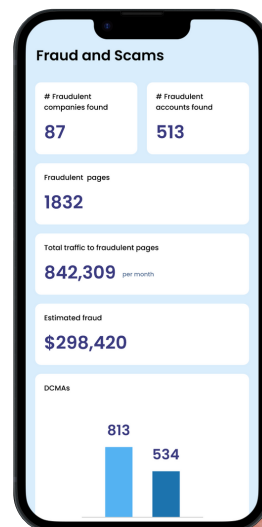 Fraud and Scams
# Fraudulent
companies found
87
# Fraudulent
accounts found
513
Fraudulent pages
1832
Total traffic to fraudulent pages
842,309 per month
Estimated fraud
$298,420
DCMAs
813
534